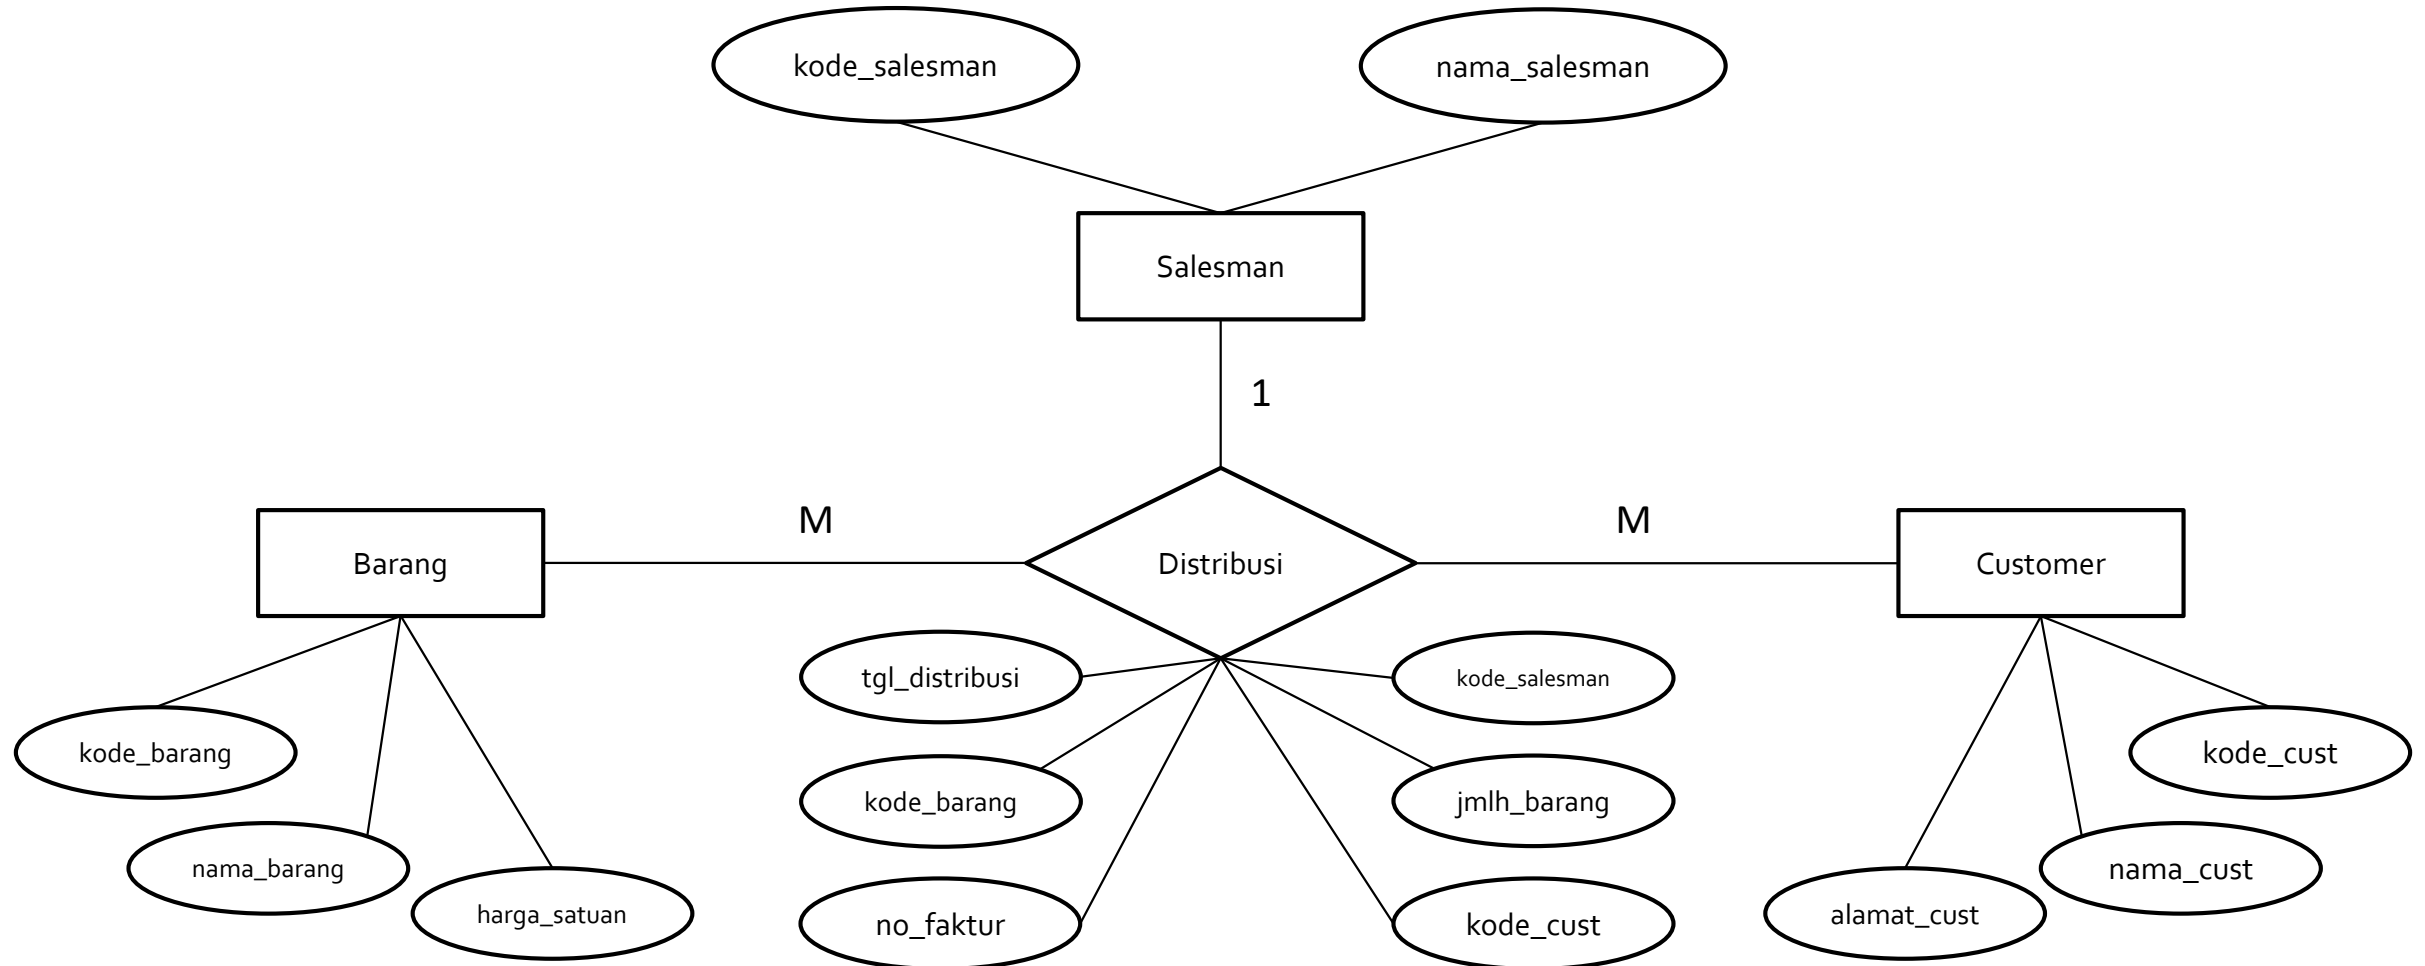 kode_salesman
nama_salesman
Salesman
1
M
M
Barang
Distribusi
Customer
tgl_distribusi
kode_salesman
kode_barang
kode_cust
kode_barang
jmlh_barang
nama_barang
nama_cust
harga_satuan
no_faktur
kode_cust
alamat_cust